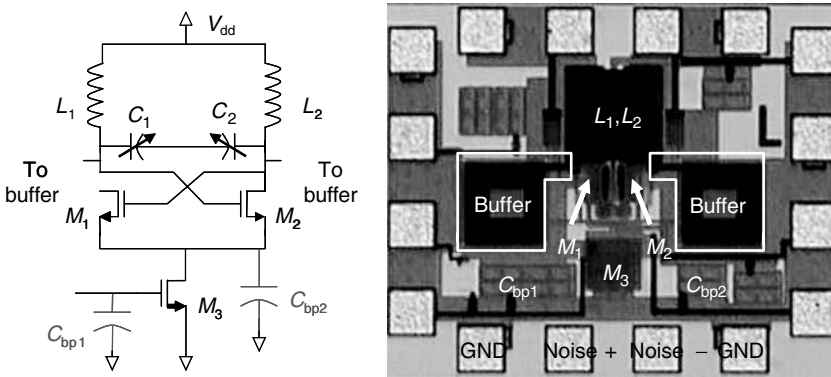 V_dd
L_1
C_1
C_2
L_2
To
buffer
To
buffer
M_1
M_2
M_3
C_bp1
C_bp2
L_1,L_2
Buffer
Buffer
M_1
M_2
M_3
C_bp1
C_bp2
GND
Noise +
Noise –
GND